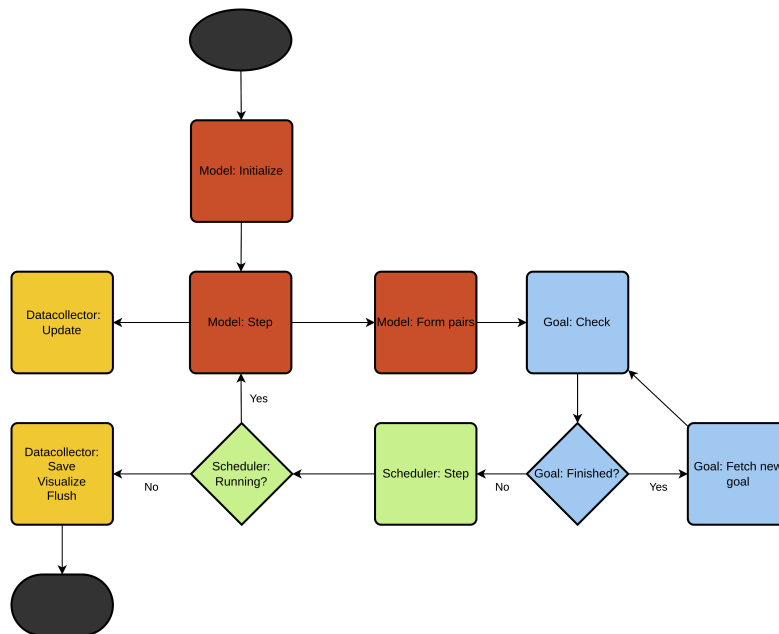 Model: Initialize
Datacollector:
Update
Model: Step
Model: Form pairs
Goal: Check
Yes
Datacollector:
Save
Visualize
Flush
No
Scheduler:
Running?
Scheduler: Step
No
Goal: Finished?
Yes
Goal: Fetch new
goal